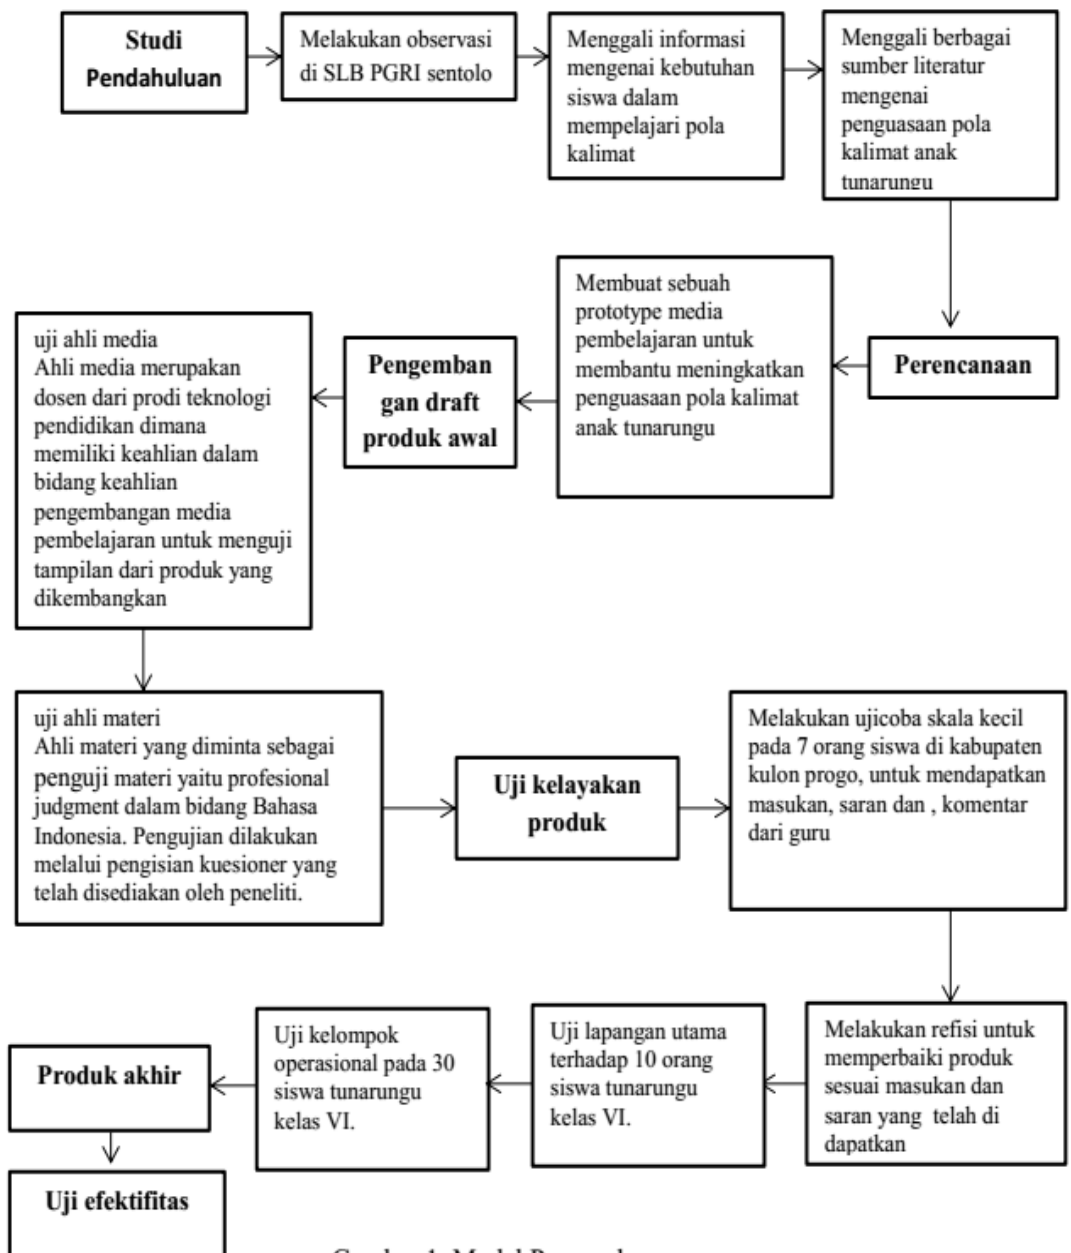 Studi
Pendahuluan
Melakukan observasi
di SLB PGRI sentolo
Menggali informasi
mengenai kebutuhan
siswa dalam
mempelajari pola
kalimat
Menggali berbagai
sumber literatur
mengenai
penguasaan pola
kalimat anak
tunarungu
Perencanaan
Membuat sebuah
prototype media
pembelajaran untuk
membantu meningkatkan
penguasaan pola kalimat
anak tunarungu
Pengemban
gan draft
produk awal
uji ahli media
Ahli media merupakan
dosen dari prodi teknologi
pendidikan dimana
memiliki keahlian dalam
bidang keahlian
pengembangan media
pembelajaran untuk menguji
tampilan dari produk yang
dikembangkan
uji ahli materi
Ahli materi yang diminta sebagai
penguji materi yaitu profesional
judgment dalam bidang Bahasa
Indonesia. Pengujian dilakukan
melalui pengisian kuesioner yang
telah disediakan oleh peneliti.
Uji kelayakan
produk
Melakukan ujicoba skala kecil
pada 7 orang siswa di kabupaten
kulon progo, untuk mendapatkan
masukan, saran dan , komentar
dari guru
Melakukan refisi untuk
memperbaiki produk
sesuai masukan dan
saran yang telah di
dapatkan
Uji lapangan utama
terhadap 10 orang
siswa tunarungu
kelas VI.
Uji kelompok
operasional pada 30
siswa tunarungu
kelas VI.
Produk akhir
Uji efektifitas